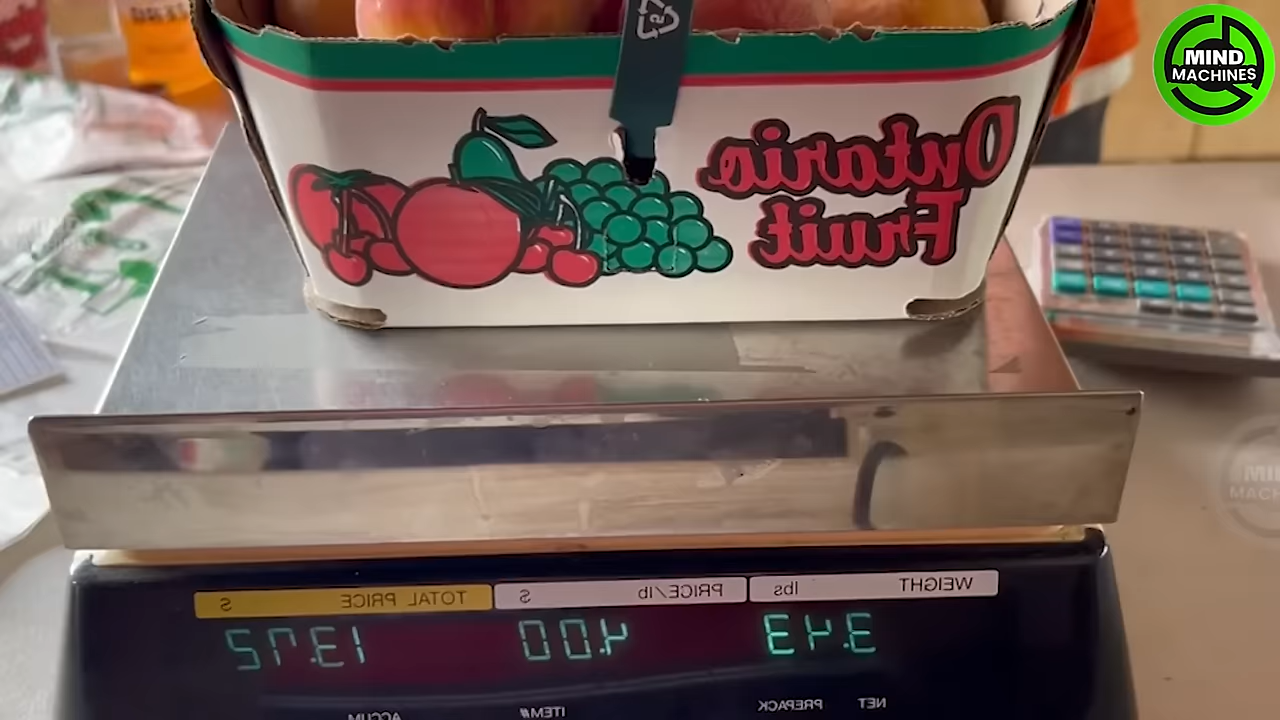 MIND
MACHINES
Ontario
Fruit
WEIGHT lbs PRICE/lb $ TOTAL PRICE $
3.43 4.00 13.72
NET PREPACK ITEM# ACCUM